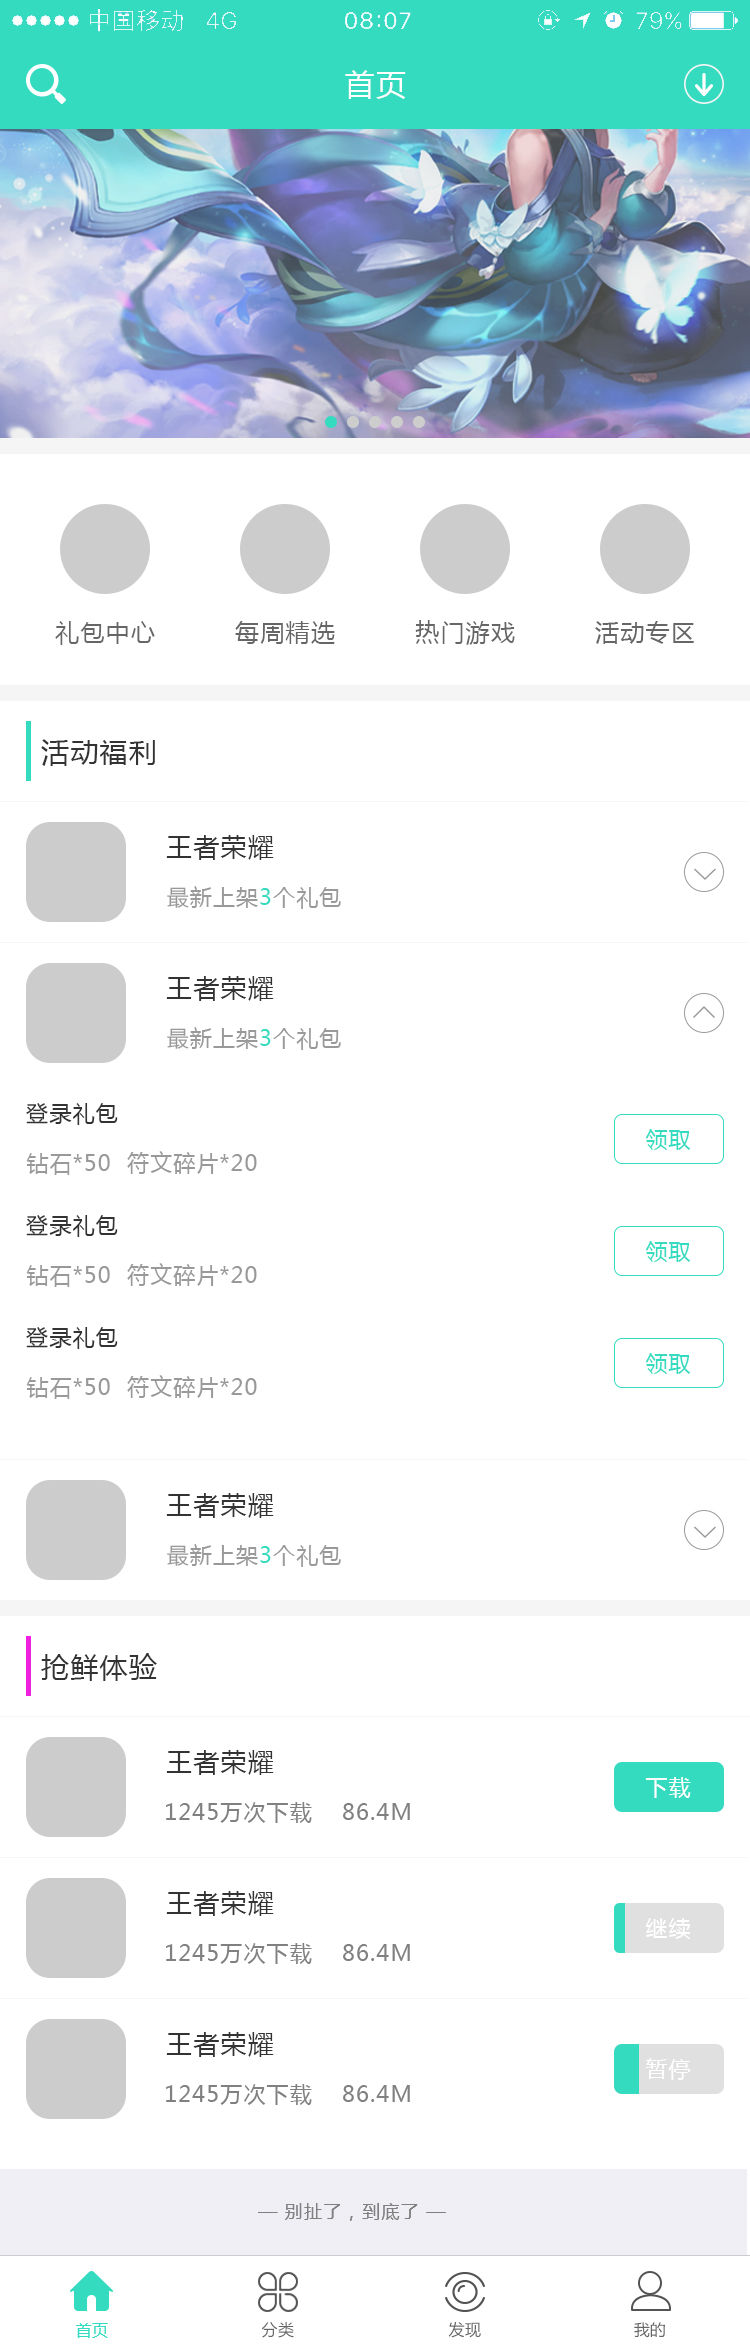 中国移动 4G 08:07 79%
首页
礼包中心 每周精选 热门游戏 活动专区
活动福利
王者荣耀
最新上架3个礼包
王者荣耀
最新上架3个礼包
登录礼包
钻石*50 符文碎片*20
领取
登录礼包
钻石*50 符文碎片*20
领取
登录礼包
钻石*50 符文碎片*20
领取
王者荣耀
最新上架3个礼包
抢鲜体验
王者荣耀
1245万次下载 86.4M
下载
王者荣耀
1245万次下载 86.4M
继续
王者荣耀
1245万次下载 86.4M
暂停
— 别扯了，到底了 —
首页 分类 发现 我的